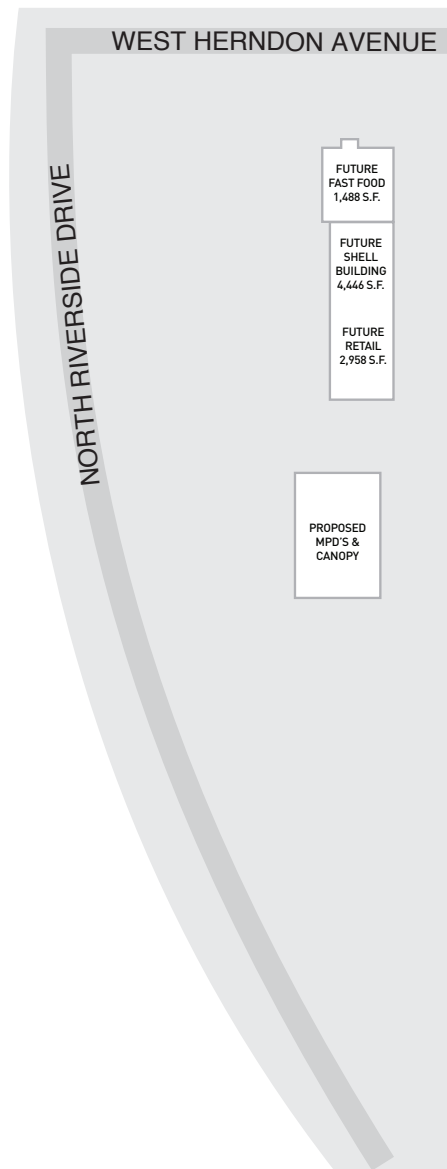 WEST HERNDON AVENUE
NORTH RIVERSIDE DRIVE
FUTURE
FAST FOOD
1,488 S.F.
FUTURE
SHELL
BUILDING
4,446 S.F.
FUTURE
RETAIL
2,958 S.F.
PROPOSED
MPD'S &
CANOPY